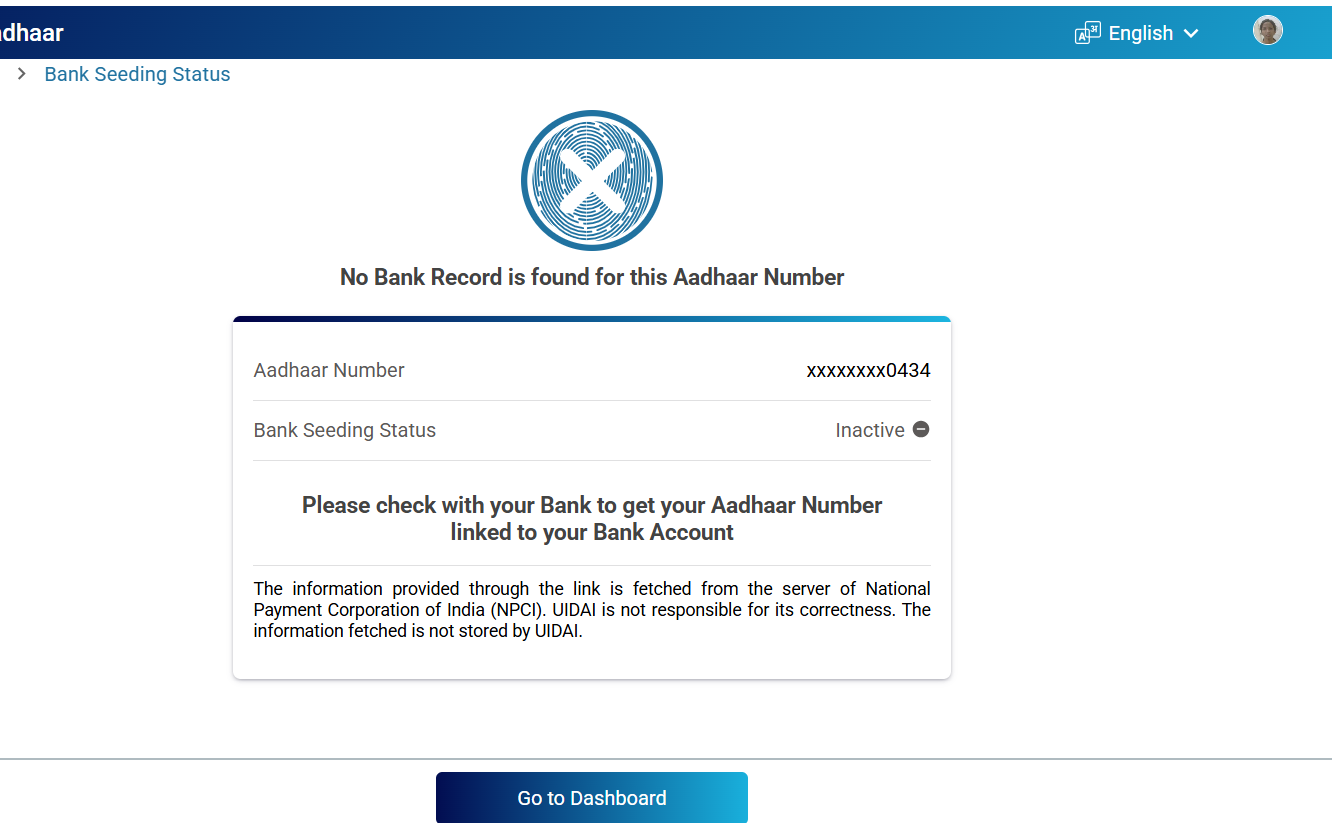 adhaar
English
> Bank Seeding Status
No Bank Record is found for this Aadhaar Number
Aadhaar Number xxxxxxxx0434
Bank Seeding Status Inactive
Please check with your Bank to get your Aadhaar Number
linked to your Bank Account
The information provided through the link is fetched from the server of National
Payment Corporation of India (NPCI). UIDAI is not responsible for its correctness. The
information fetched is not stored by UIDAI.
Go to Dashboard